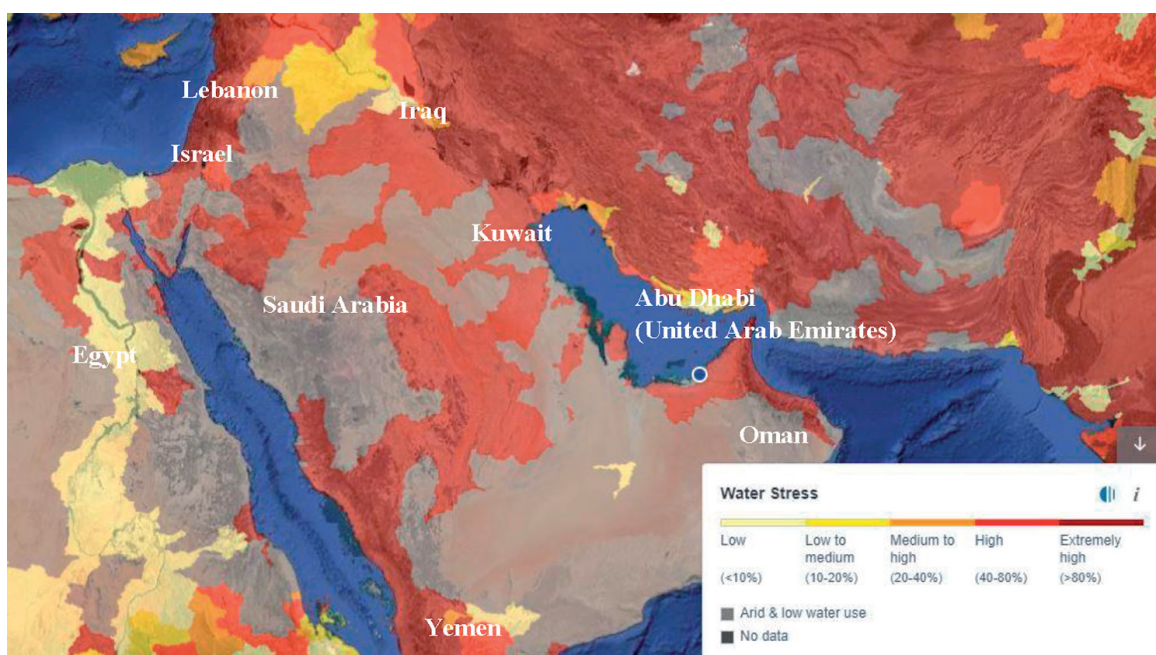 Lebanon
Iraq
Israel
Kuwait
Saudi Arabia
Abu Dhabi
(United Arab Emirates)
Egypt
Oman
Yemen
Water Stress
i
Low
(<10%)
Low to
medium
(10-20%)
Medium to
high
(20-40%)
High
(40-80%)
Extremely
high
(>80%)
Arid & low water use
No data